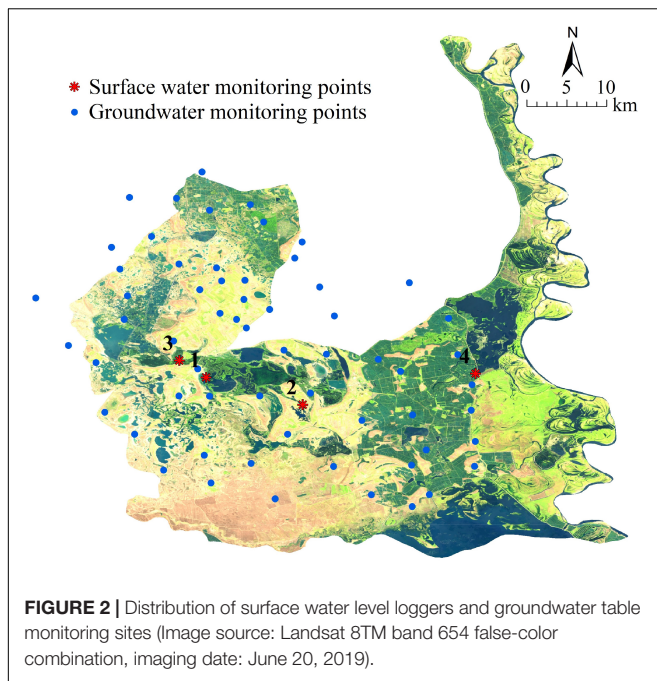 N
Surface water monitoring points
Groundwater monitoring points
0 5 10
km
3
1
4
2
FIGURE 2 | Distribution of surface water level loggers and groundwater table
monitoring sites (Image source: Landsat 8TM band 654 false-color
combination, imaging date: June 20, 2019).